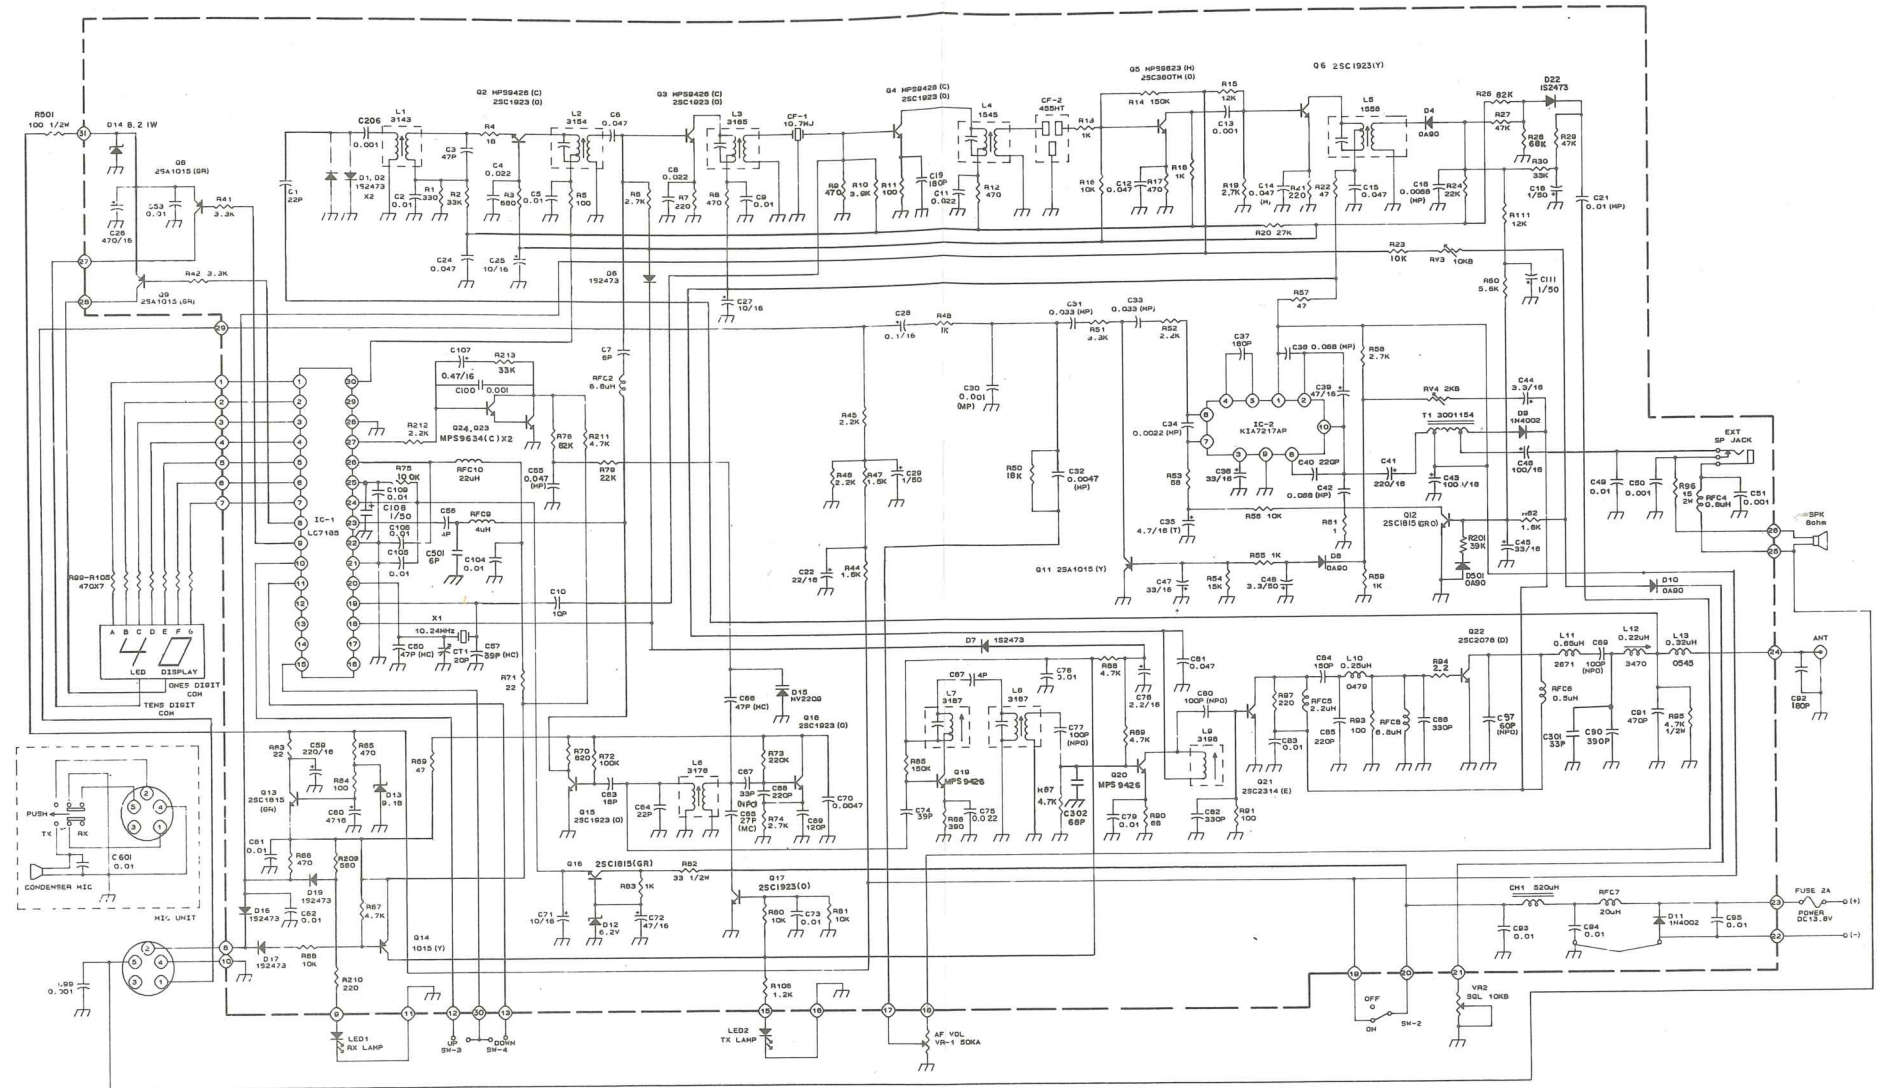 R501
100 1/2W
31
D14 8.2 1W
Q8
2SA1015(GR)
C53
0.01
R41
3.3K
C26
470/16
27
R42 3.3K
28
Q9
2SA1015(GR)
29
C1
22P
D1, D2
1S2473
X2
C206
0.001
L1
3143
C2
0.01
R1
330
R2
33K
C3
47P
R4
18
Q2 MPS9426 (C)
2SC1923 (O)
C4
0.022
R3
680
C5
0.01
L2
3154
R5
100
C6
0.047
R6
2.7K
C24
0.047
C25
10/16
D6
1S2473
Q3 MPS9426 (C)
2SC1923 (O)
C8
0.022
R7
220
L3
3165
R8
470
C9
0.01
C27
10/16
CF-1
10.7MJ
R9
470
R10
3.9K
R11
100
Q4 MPS9426 (C)
2SC1923 (O)
C19
180P
C11
0.022
L4
1545
R12
470
CF-2
455HT
R13
1K
Q5 MPS9623 (H)
2SC380TM (O)
R14 150K
R15
12K
C13
0.001
R16
10K
C12
0.047
R17
470
R18
1K
R19
2.7K
C14
0.047
(M)
R21
220
R22
47
Q6 2SC1923(Y)
L5
1556
C15
0.047
D4
0A90
C16
0.0068
(MP)
R24
22K
R26 82K
R27
47K
R28
68K
D22
1S2473
R29
47K
R30
33K
C18
1/50
C21
0.01 (MP)
R20 27K
R111
12K
R23
10K
RV3 10KB
R60
5.6K
C111
1/50
R57
47
C7
6P
RFC2
6.8uH
C28
0.1/16
R48
1K
C31
0.033 (MP)
R51
3.3K
C33
0.033 (MP)
R52
2.2K
C30
0.001
(MP)
C37
180P
C38 0.068 (MP)
R58
2.7K
C39
47/16
RV4 2KB
C44
3.3/16
T1 3001154
D9
1N4002
IC-2
KIA7217AP
C34
0.0022 (MP)
C36
33/16
C40 220P
C41
220/16
C42
0.068 (MP)
C43
C46
100/16
EXT
SP JACK
C49
0.01
C50
0.001
R96
15
2W
RFC4
0.8uH
C51
0.001
SPK
8ohm
26
25
R45
2.2K
R46
2.2K
R47
1.5K
C29
1/50
R50
18K
C32
0.0047
(MP)
R53
68
C35
4.7/16 (T)
R56 10K
R61
1
Q12
2SC1815(GRO)
R62
1.8K
R201
39K
D501
0A90
C45
33/16
C22
22/16
R44
1.5K
Q11 2SA1015 (Y)
R55 1K
D8
0A90
R54
15K
C47
33/16
C48
3.3/50
R59
1K
D10
0A90
C107
0.47/16
R213
33K
C100 0.001
Q24,Q23
MPS9634(C)X2
R212
2.2K
R78
82K
R211
4.7K
RFC10
22uH
C55
0.047
(MP)
R79
22K
R75
100K
C109
0.01
C108
1/50
C106
0.01
C105
0.01
C56
4P
RFC9
4uH
C501
6P
C104
0.01
C10
10P
IC-1
LC7185
R99-R105
470X7
A B C D E F G
LED DISPLAY
ONES DIGIT
COM
TENS DIGIT
COM
X1
10.24MHz
C50
47P (MC)
CT1
20P
C57
39P (MC)
R71
22
D7 1S2473
C66
47P (MC)
D15
MV2209
Q16
2SC1923(O)
PUSH
TX RX
C601
0.01
CONDENSER MIC
MIC UNIT
R63
22
C59
220/16
R65
470
R64
100
Q13
2SC1815
(GR)
C60
4716
D13
9.1B
R69
47
C61
0.01
R66
470
R209
560
D19
1S2473
D16
1S2473
C62
0.01
R67
4.7K
D17
1S2473
R68
10K
Q14
1015 (Y)
R210
220
R70
820
R72
100K
Q15
2SC1923 (O)
C63
18P
C64
22P
L6
3176
C67
33P
(NPO)
C65
27P
(MC)
R73
220K
C68
220P
R74
2.7K
C69
120P
C70
0.0047
Q18
2SC1815(GR)
R82
33 1/2W
R83
1K
C71
10/16
D12
6.2V
C72
47/16
Q17
2SC1923(O)
R80
10K
C73
0.01
R81
10K
R106
1.2K
C87 4P
L7
3187
L8
3187
C76
0.01
R88
4.7K
C78
2.2/16
C81
0.047
C77
100P
(NPO)
R89
4.7K
R85
150K
Q19
MPS9426
C74
39P
R86
390
C75
0.022
R87
4.7K
C302
68P
Q20
MPS9426
C79
0.01
R90
68
C80
100P (NPO)
L9
3198
C82
330P
R91
100
Q21
2SC2314 (E)
R97
220
RFC5
2.2uH
C83
0.01
C84
150P
L10
0.25uH
0479
C85
220P
R93
100
RFC8
6.8uH
C86
330P
R94
2.2
Q22
2SC2078 (D)
60P
(NPO)
L11
0.65uH
2871
RFC6
0.5uH
C89
100P
(NPO)
L12
0.22uH
3470
L13
0.32uH
0545
C301
33P
C90
390P
C91
470P
R95
4.7K
1/2W
24
ANT
C92
180P
CH1 520uH
RFC7
20uH
C93
0.01
C94
0.01
D11
1N4002
C95
0.01
23
22
FUSE 2A
(+)
POWER
DC13.8V
(-)
0.001
LED1
RX LAMP
UP
SW-3
DOWN
SW-4
LED2
TX LAMP
AF VOL
VR-1 50KA
OFF
ON
SW-2
VR2
SQL 10KB